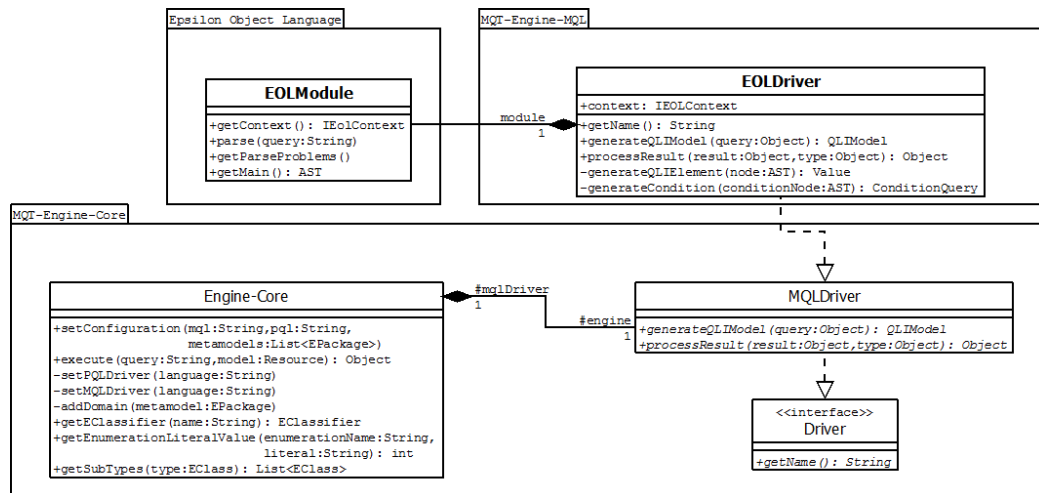 Epsilon Object Language
MQT-Engine-MQL
EOLModule
+getContext(): IEolContext
+parse(query:String)
+getParseProblems()
+getMain(): AST
module
1
EOLDriver
+context: IEOLContext
+getName(): String
+generateQLIModel(query:Object): QLIModel
+processResult(result:Object,type:Object): Object
-generateQLIElement(node:AST): Value
-generateCondition(conditionNode:AST): ConditionQuery
MQT-Engine-Core
Engine-Core
+setConfiguration(mql:String,pql:String,
metamodels:List<EPackage>)
+execute(query:String,model:Resource): Object
-setPQLDriver(language:String)
-setMQLDriver(language:String)
-addDomain(metamodel:EPackage)
+getEClassifier(name:String): EClassifier
+getEnumerationLiteralValue(enumerationName:String,
literal:String): int
+getSubTypes(type:EClass): List<EClass>
#mqlDriver
1
#engine
1
MQLDriver
+generateQLIModel(query:Object): QLIModel
+processResult(result:Object,type:Object): Object
<<interface>>
Driver
+getName(): String